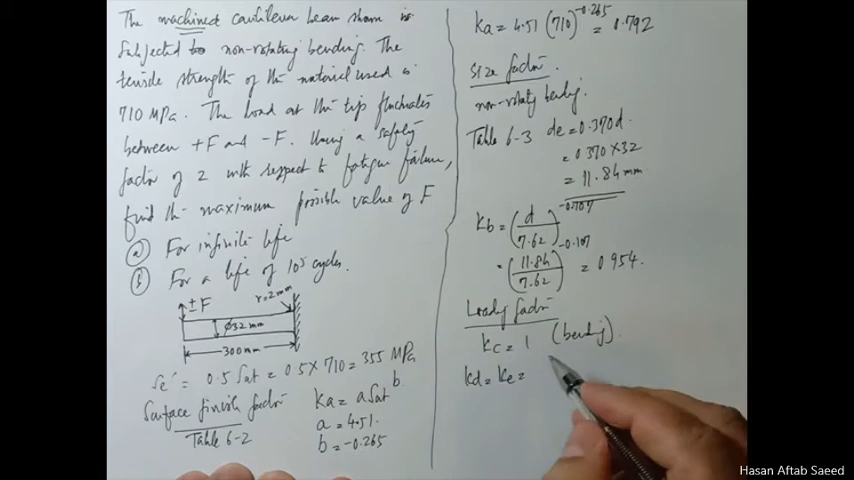 The machined cantilever beam shown is
subjected to non-rotating bending. The
tensile strength of the material used is
710 MPa. The load at the tip fluctuates
between +F and -F. Using a safety
factor of 2 with respect to fatigue failure,
find the maximum possible value of F
(a) For infinite life
(b) For a life of 10⁵ cycles.
±F
r=2mm
ϕ32 mm
300mm
Se' = 0.5 Sut = 0.5 x 710 = 355 MPa
Surface finish factor
Table 6-2
Ka = a Sut^b
a = 4.51.
b = -0.265
Ka = 4.51 (710)^-0.265 = 0.792
Size factor
non-rotating bending.
Table 6-3 de = 0.370d.
= 0.370 x 32
= 11.84 mm
Kb = (d/7.62)^-0.107
= (11.84/7.62)^-0.107 = 0.954.
Loading factor
Kc = 1 (bending).
Kd = Ke =
Hasan Aftab Saeed